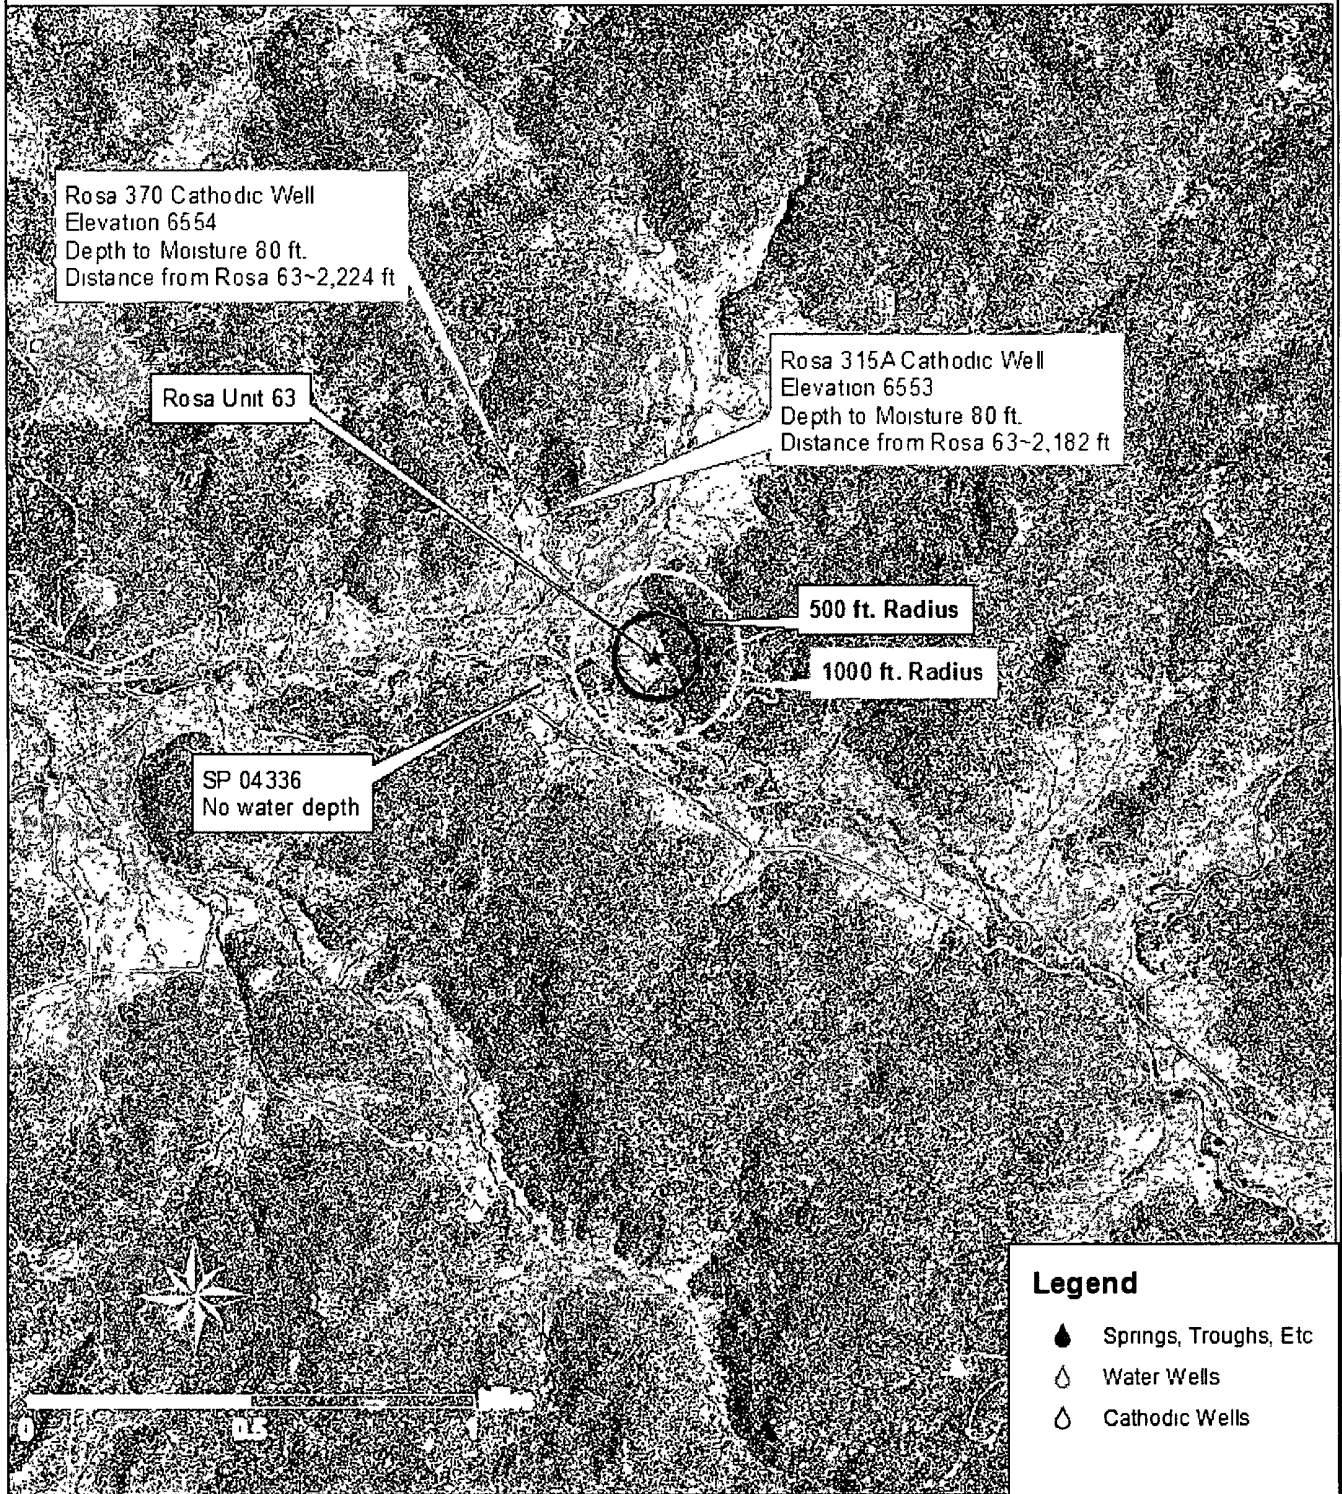 Rosa 370 Cathodic Well
Elevation 6554
Depth to Moisture 80 ft.
Distance from Rosa 63~2,224 ft
Rosa 315A Cathodic Well
Elevation 6553
Depth to Moisture 80 ft.
Distance from Rosa 63~2,182 ft
Rosa Unit 63
500 ft. Radius
1000 ft. Radius
SP 04336
No water depth
Legend
Springs, Troughs, Etc
Water Wells
Cathodic Wells
0 0.5 1